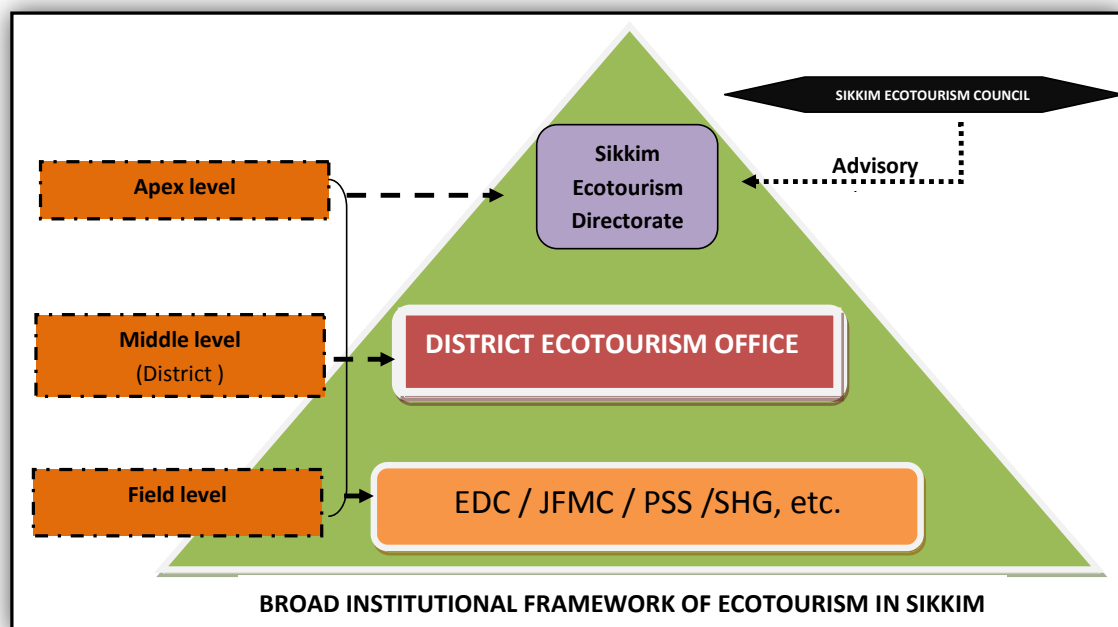 SIKKIM ECOTOURISM COUNCIL
Sikkim
Ecotourism
Directorate
Advisory
Apex level
Middle level
(District )
DISTRICT ECOTOURISM OFFICE
Field level
EDC / JFMC / PSS /SHG, etc.
BROAD INSTITUTIONAL FRAMEWORK OF ECOTOURISM IN SIKKIM